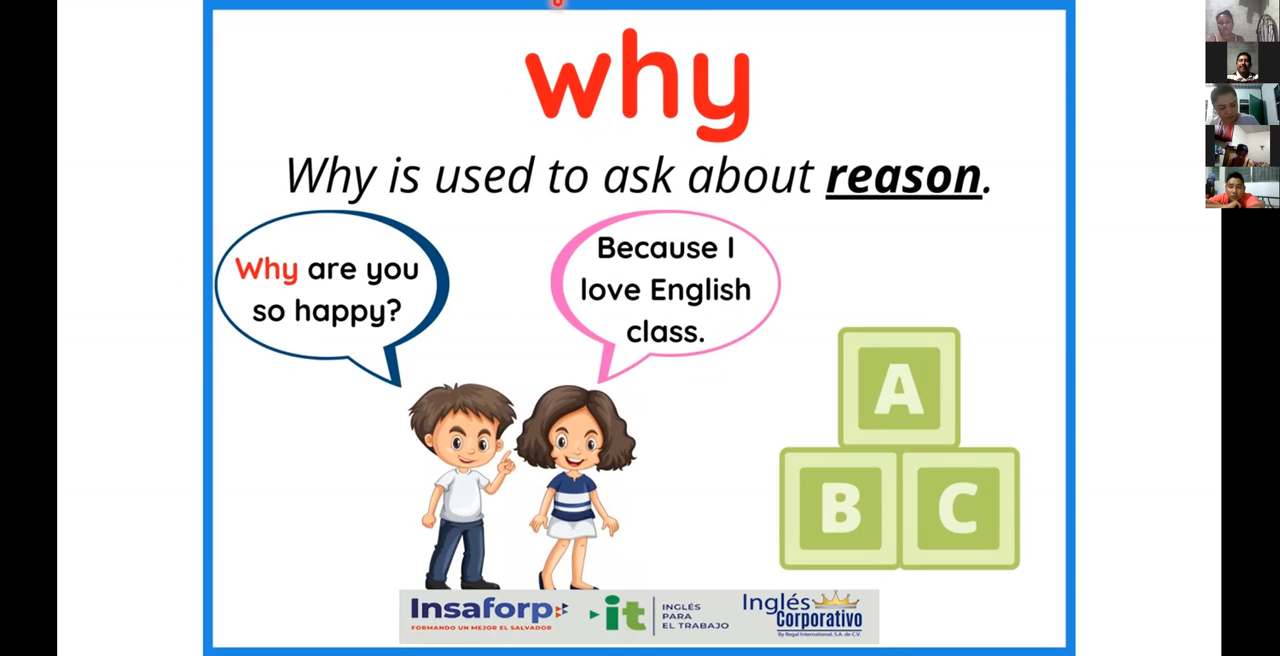 why
Why is used to ask about reason.
Why are you
so happy?
Because I
love English
class.
A
B C
Insaforp
FORMANDO UN MEJOR EL SALVADOR
it
INGLÉS
PARA
EL TRABAJO
Inglés
Corporativo
By Regal International, S.A. de C.V.